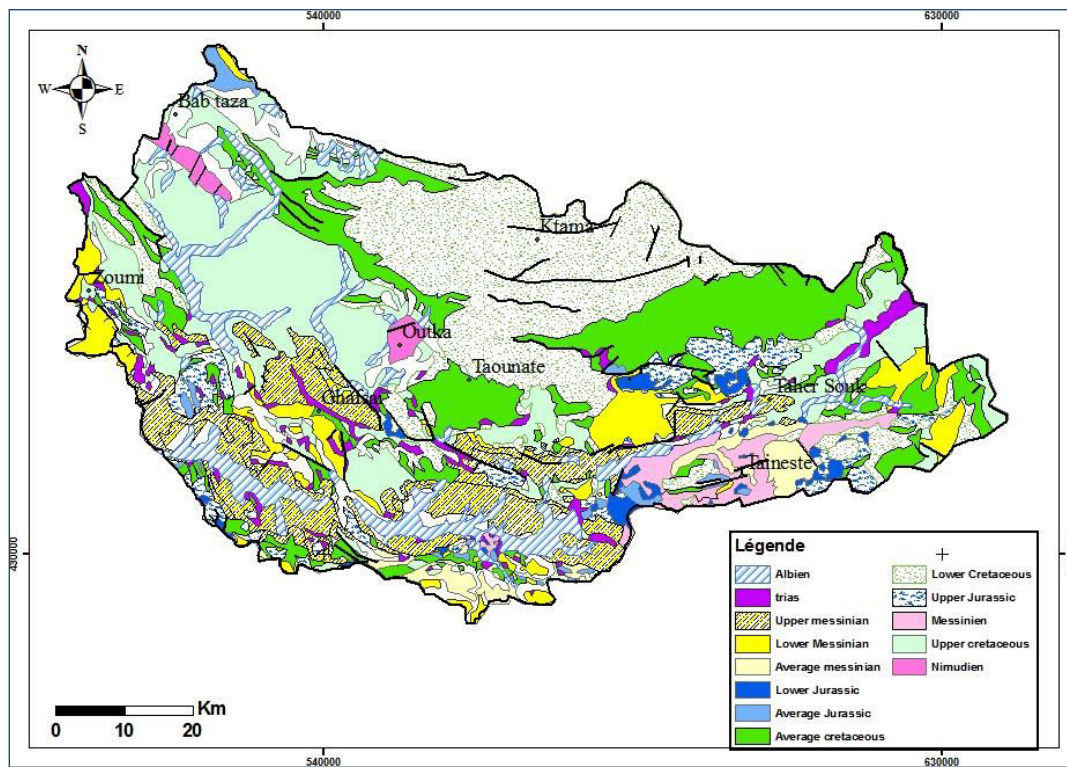 540000
630000
N
W
E
S
Bab taza
Ktama
Zoumi
Outka
Taounate
Ghafsai
Taher Souk
Taineste
430000
Légende
Albien
trias
Upper messinian
Lower Messinian
Average messinian
Lower Jurassic
Average Jurassic
Average cretaceous
Lower Cretaceous
Upper Jurassic
Messinien
Upper cretaceous
Nimudien
Km
0
10
20
540000
630000